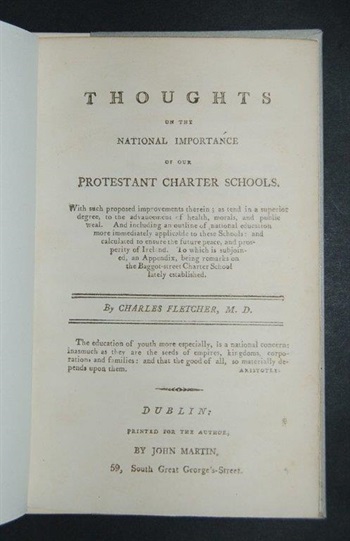 THOUGHTS
ON THE
NATIONAL IMPORTANCE
OF OUR
PROTESTANT CHARTER SCHOOLS.
With such proposed improvements therein; as tend in a superior
degree, to the advancement of health, morals, and public
weal. And including an outline of national education
more immediately applicable to these Schools: and
calculated to ensure the future peace, and pros-
perity of Ireland. To which is subjoin-
ed, an Appendix, being remarks on
the Baggot-street Charter School
lately established.
By CHARLES FLETCHER, M. D.
The education of youth more especially, is a national concern:
inasmuch as they are the seeds of empires, kingdoms, corpo-
rations and families: and that the good of all, so materially de-
pends upon them. ARISTOTLE.
DUBLIN:
PRINTED FOR THE AUTHOR,
BY JOHN MARTIN,
59, South Great George's-Street.